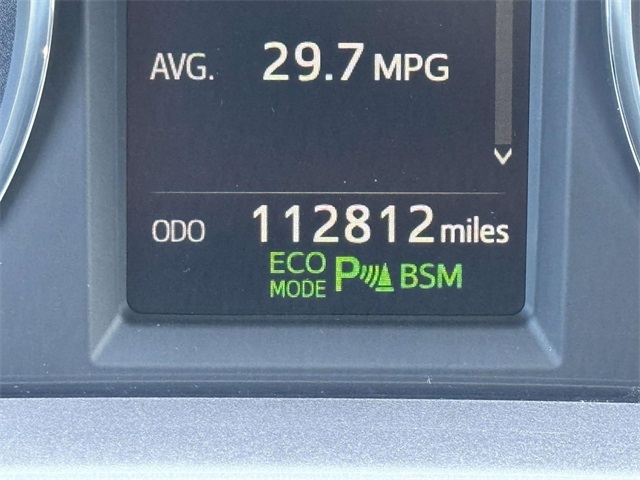 AVG. 29.7 MPG
ODO 112812 miles
ECO MODE P BSM